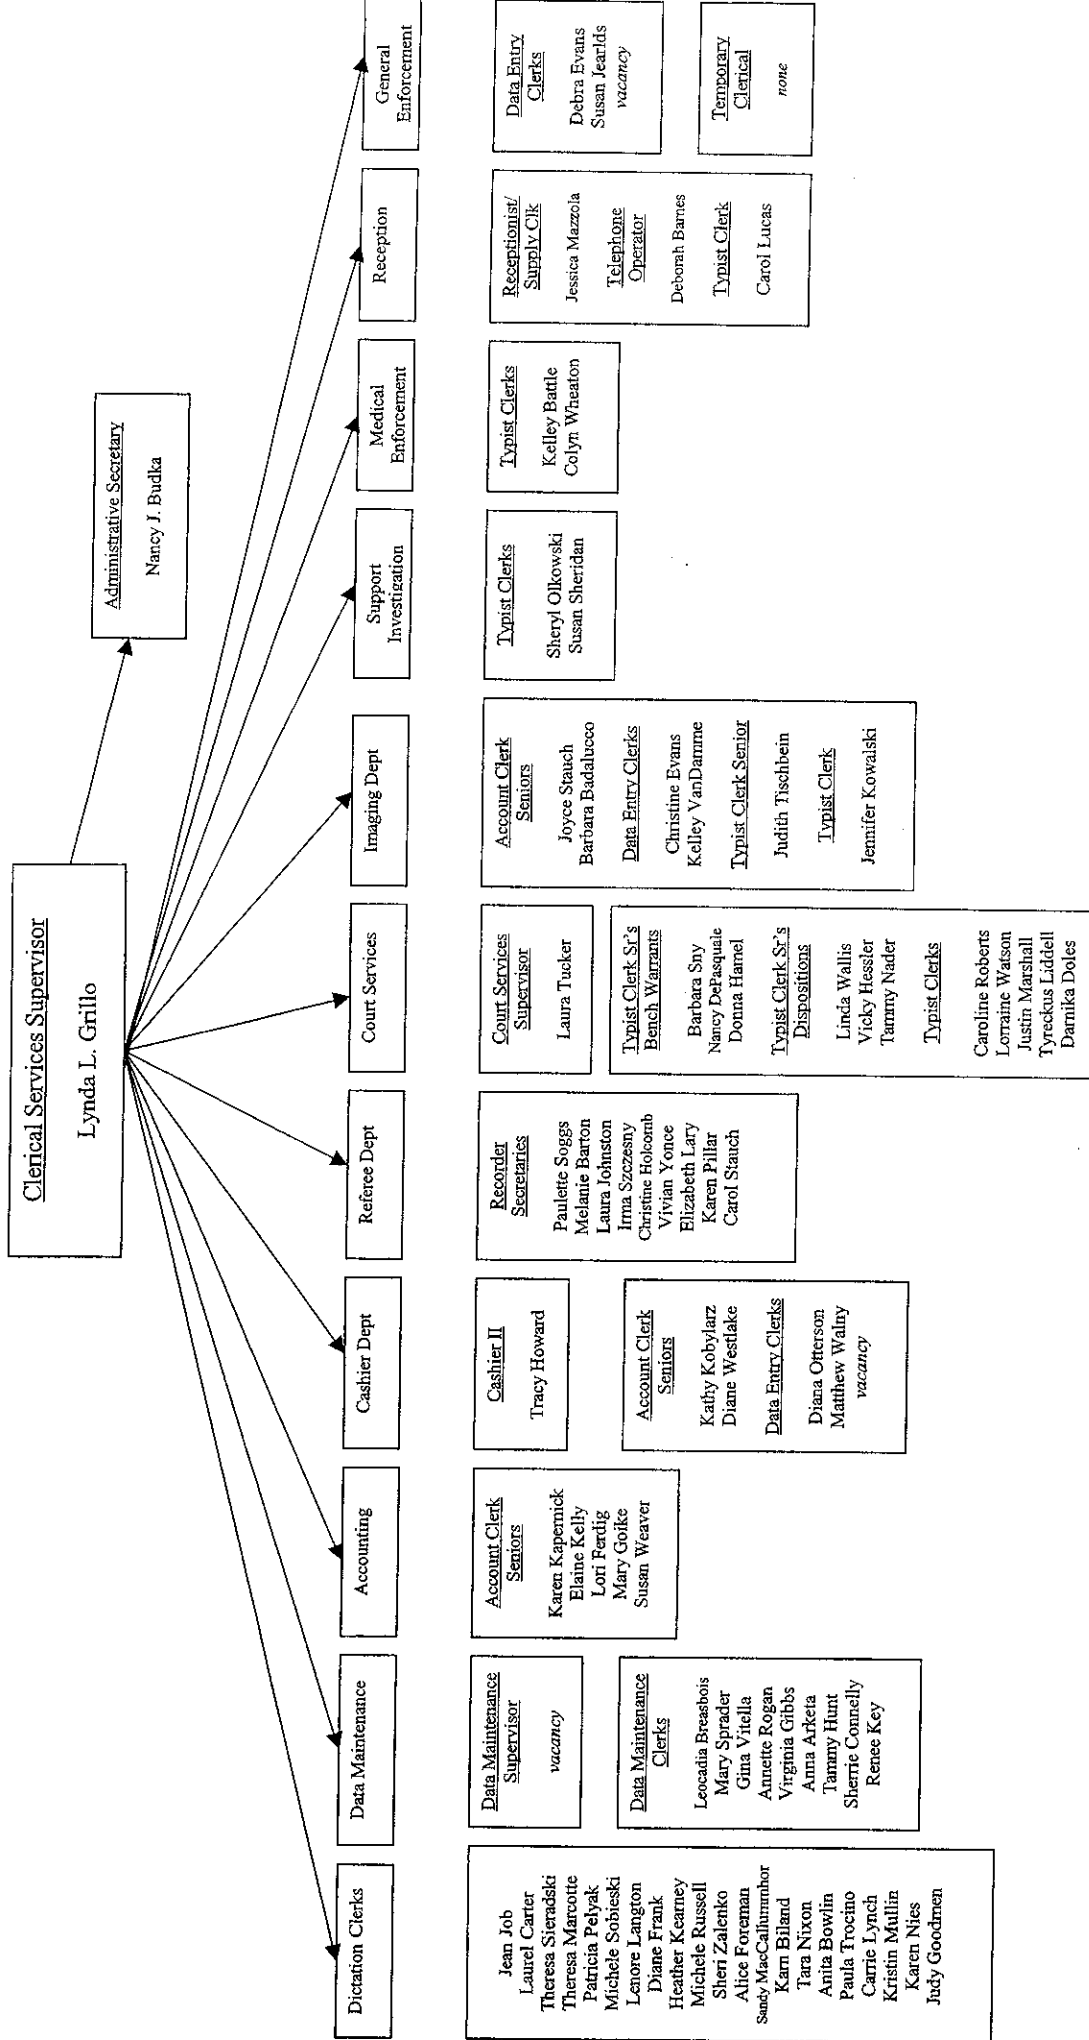 Clerical Services Supervisor
Lynda L. Grillo
Administrative Secretary
Nancy J. Budka
Dictation Clerks
Data Maintenance
Accounting
Cashier Dept
Referee Dept
Court Services
Imaging Dept
Support
Investigation
Medical
Enforcement
Reception
General
Enforcement
Jean Job
Laurel Carter
Theresa Sieradski
Theresa Marcotte
Patricia Pelyak
Michele Sobieski
Lenore Langton
Diane Frank
Heather Kearney
Michele Russell
Sheri Zalenko
Alice Foreman
Sandy MacCallummhor
Karn Biland
Tara Nixon
Anita Bowlin
Paula Trocino
Carrie Lynch
Kristin Mullin
Karen Nies
Judy Goodmen
Data Maintenance
Supervisor
vacancy
Data Maintenance
Clerks
Leocadia Breasbois
Mary Sprader
Gina Vitella
Annette Rogan
Virginia Gibbs
Anna Arketa
Tammy Hunt
Sherrie Connelly
Renee Key
Account Clerk
Seniors
Karen Kapernick
Elaine Kelly
Lori Ferdig
Mary Goike
Susan Weaver
Cashier II
Tracy Howard
Account Clerk
Seniors
Kathy Kobylarz
Diane Westlake
Data Entry Clerks
Diana Otterson
Matthew Walny
vacancy
Recorder
Secretaries
Paulette Soggs
Melanie Barton
Laura Johnston
Irma Szczesny
Christine Holcomb
Vivian Yonce
Elizabeth Lary
Karen Pillar
Carol Stauch
Court Services
Supervisor
Laura Tucker
Typist Clerk Sr's
Bench Warrants
Barbara Sny
Nancy DePasquale
Donna Hamel
Typist Clerk Sr's
Dispositions
Linda Wallis
Vicky Hessler
Tammy Nader
Typist Clerks
Caroline Roberts
Lorraine Watson
Justin Marshall
Tyreckus Liddell
Damika Doles
Account Clerk
Seniors
Joyce Stauch
Barbara Badalucco
Data Entry Clerks
Christine Evans
Kelley VanDamme
Typist Clerk Senior
Judith Tischbein
Typist Clerk
Jennifer Kowalski
Typist Clerks
Sheryl Olkowski
Susan Sheridan
Typist Clerks
Kelley Battle
Colyn Wheaton
Receptionist/
Supply Clk
Jessica Mazzola
Telephone
Operator
Deborah Barnes
Typist Clerk
Carol Lucas
Data Entry
Clerks
Debra Evans
Susan Jearlds
vacancy
Temporary
Clerical
none